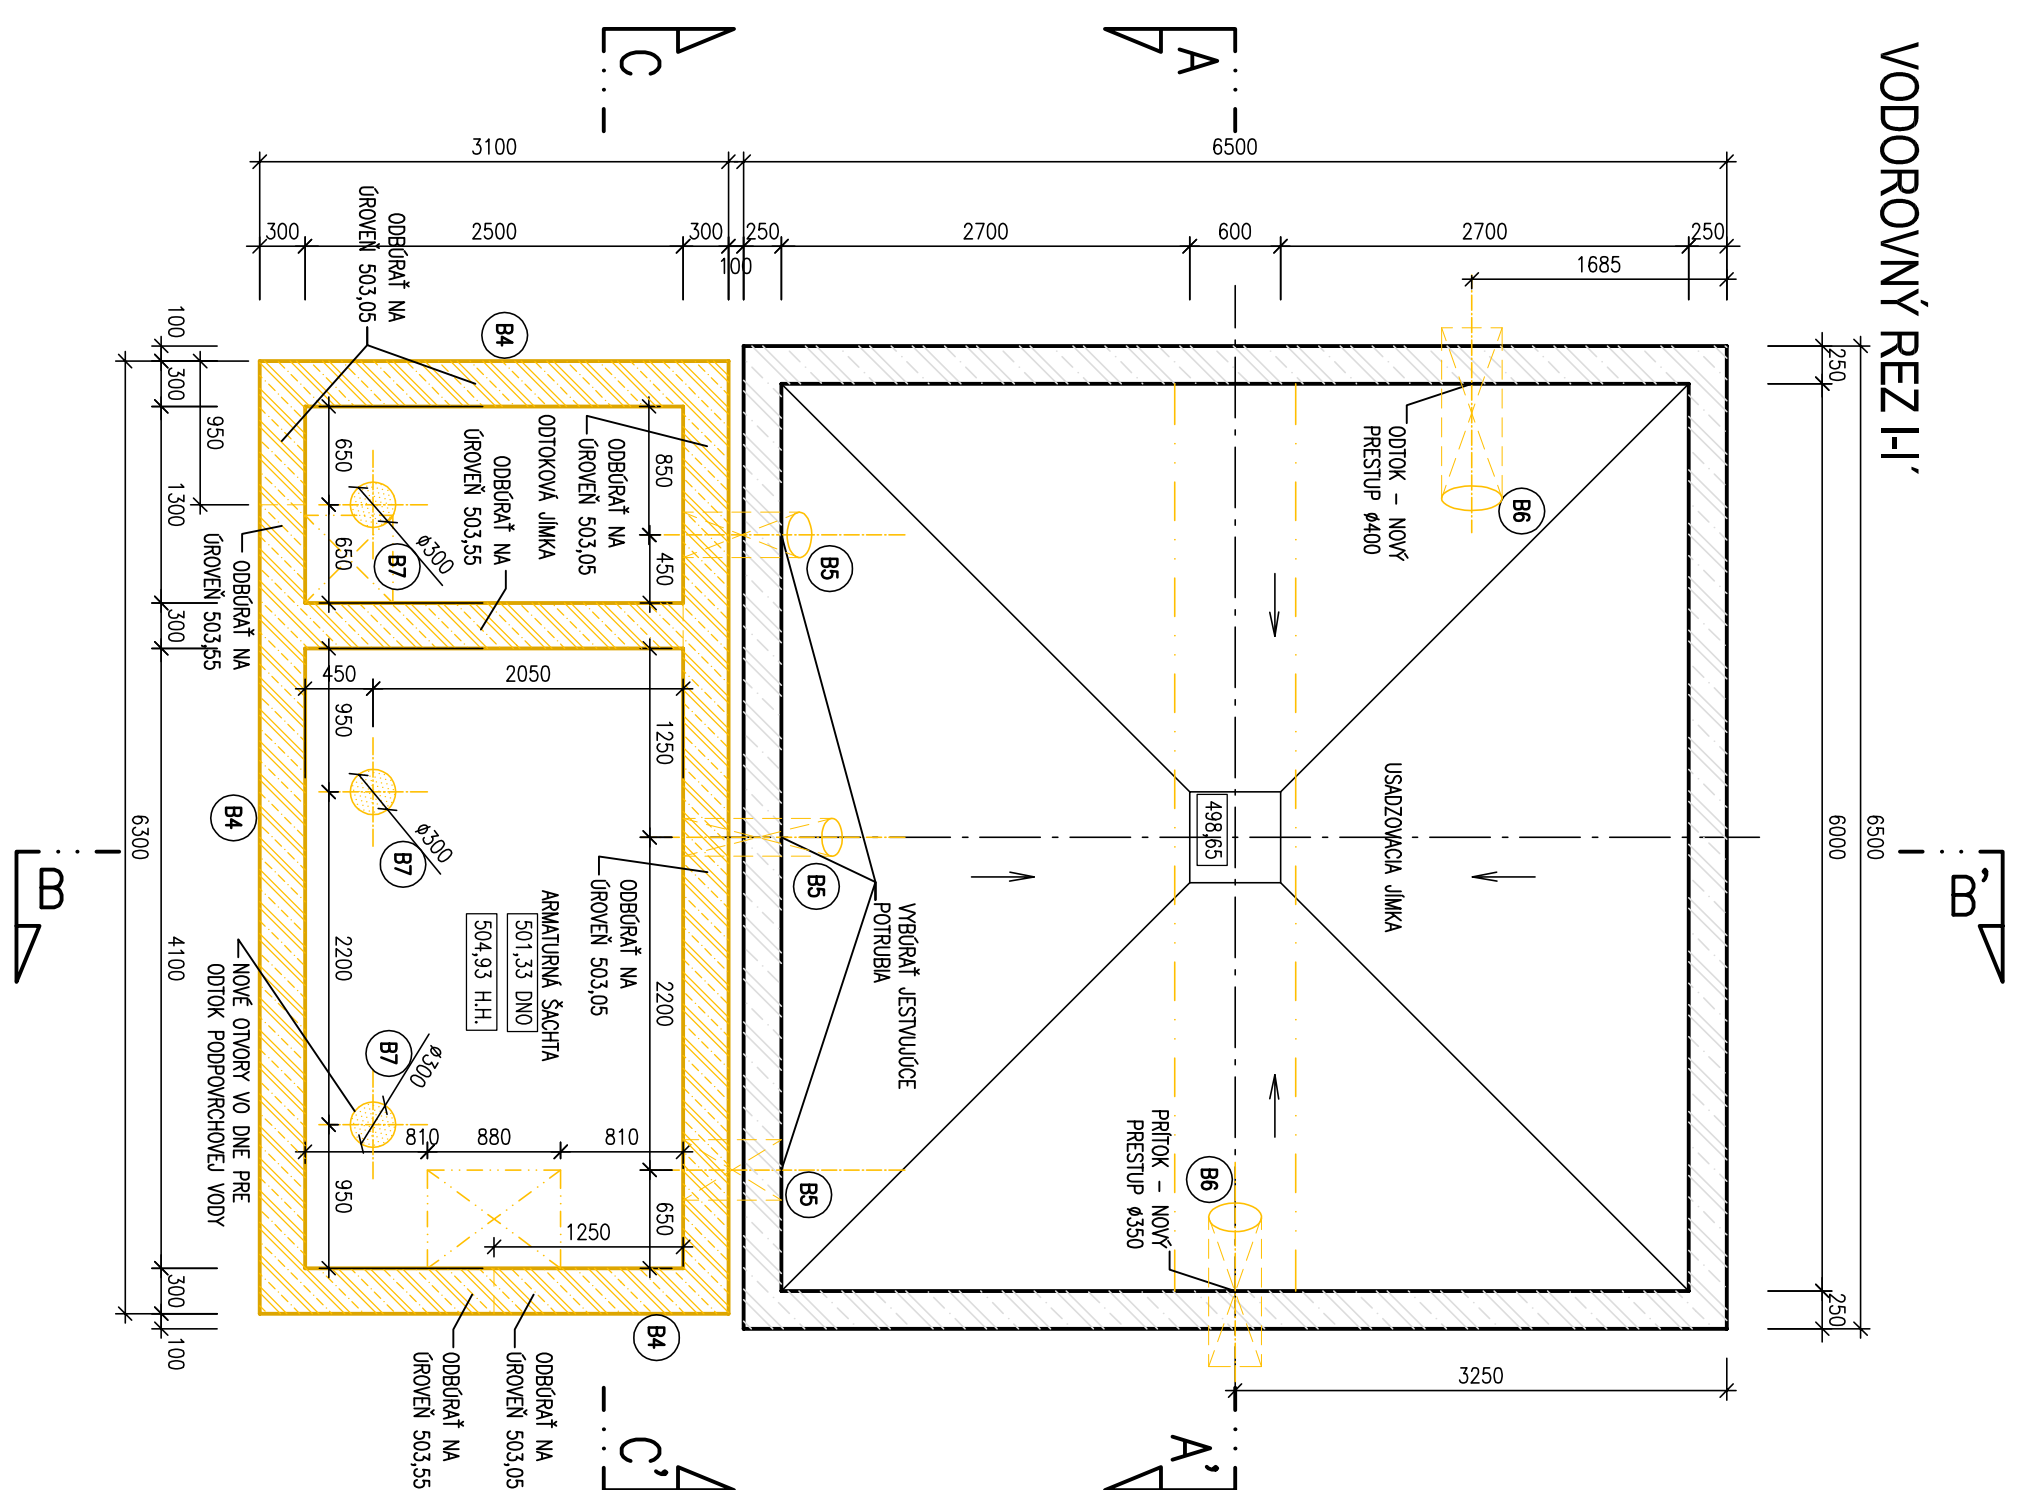 VODOROVNÝ REZ I-I´
C
A
3100
6500
300
2500
300
250
2700
600
2700
250
100
1685
ODBÚRAŤ NA
ÚROVEŇ 503,05
B4
100
300
950
1300
300
4100
300
100
6300
650
650
ø300
B7
850
450
ODBÚRAŤ NA
ÚROVEŇ 503,05
ODTOKOVÁ JÍMKA
ODBÚRAŤ NA
ÚROVEŇ 503,55
ODBÚRAŤ NA
ÚROVEŇ 503,55
B5
ODTOK – NOVÝ
PRESTUP ø400
B6
250
6000
6500
250
450
2050
950
1250
ø300
B7
B4
B5
USADZOVACIA JÍMKA
498,65
B
B'
2200
2200
ODBÚRAŤ NA
ÚROVEŇ 503,05
ARMATURNÁ ŠACHTA
501,33 DNO
504,93 H.H.
VYBÚRAŤ JESTVUJÚCE
POTRUBIA
NOVÉ OTVORY VO DNE PRE
ODTOK PODPOVRCHOVEJ VODY
ø300
B7
810
880
810
950
650
1250
B5
PRÍTOK – NOVÝ
PRESTUP ø350
B6
B4
3250
ODBÚRAŤ NA
ÚROVEŇ 503,05
ODBÚRAŤ NA
ÚROVEŇ 503,55
C'
A'